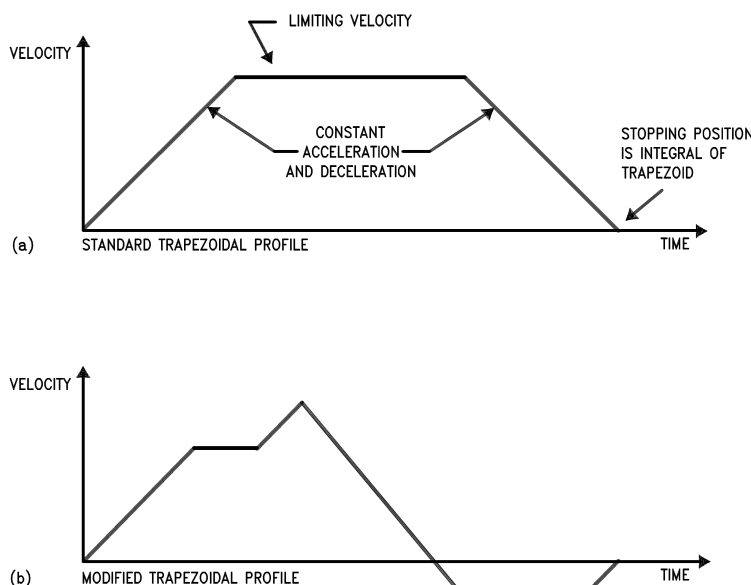 LIMITING VELOCITY
VELOCITY
CONSTANT
ACCELERATION
AND DECELERATION
STOPPING POSITION
IS INTEGRAL OF
TRAPEZOID
(a)
STANDARD TRAPEZOIDAL PROFILE
TIME
VELOCITY
(b)
MODIFIED TRAPEZOIDAL PROFILE
TIME